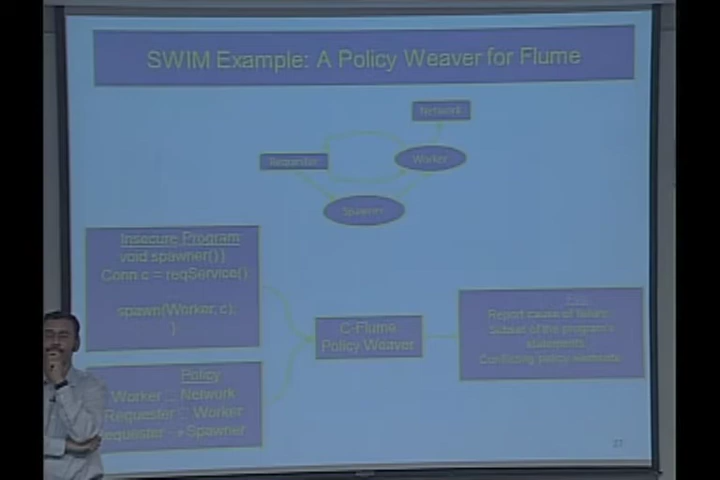 SWIM Example: A Policy Weaver for Flume
Network
Requester
Worker
Spawner
Insecure Program
void spawner(){
Conn c = reqService()
spawn(Worker, c);
}
C-Flume
Policy Weaver
Report cause of failure:
Subset of the program's
statements
Conflicting policy elements
Policy
Worker Network
Requester Worker
equester Spawner